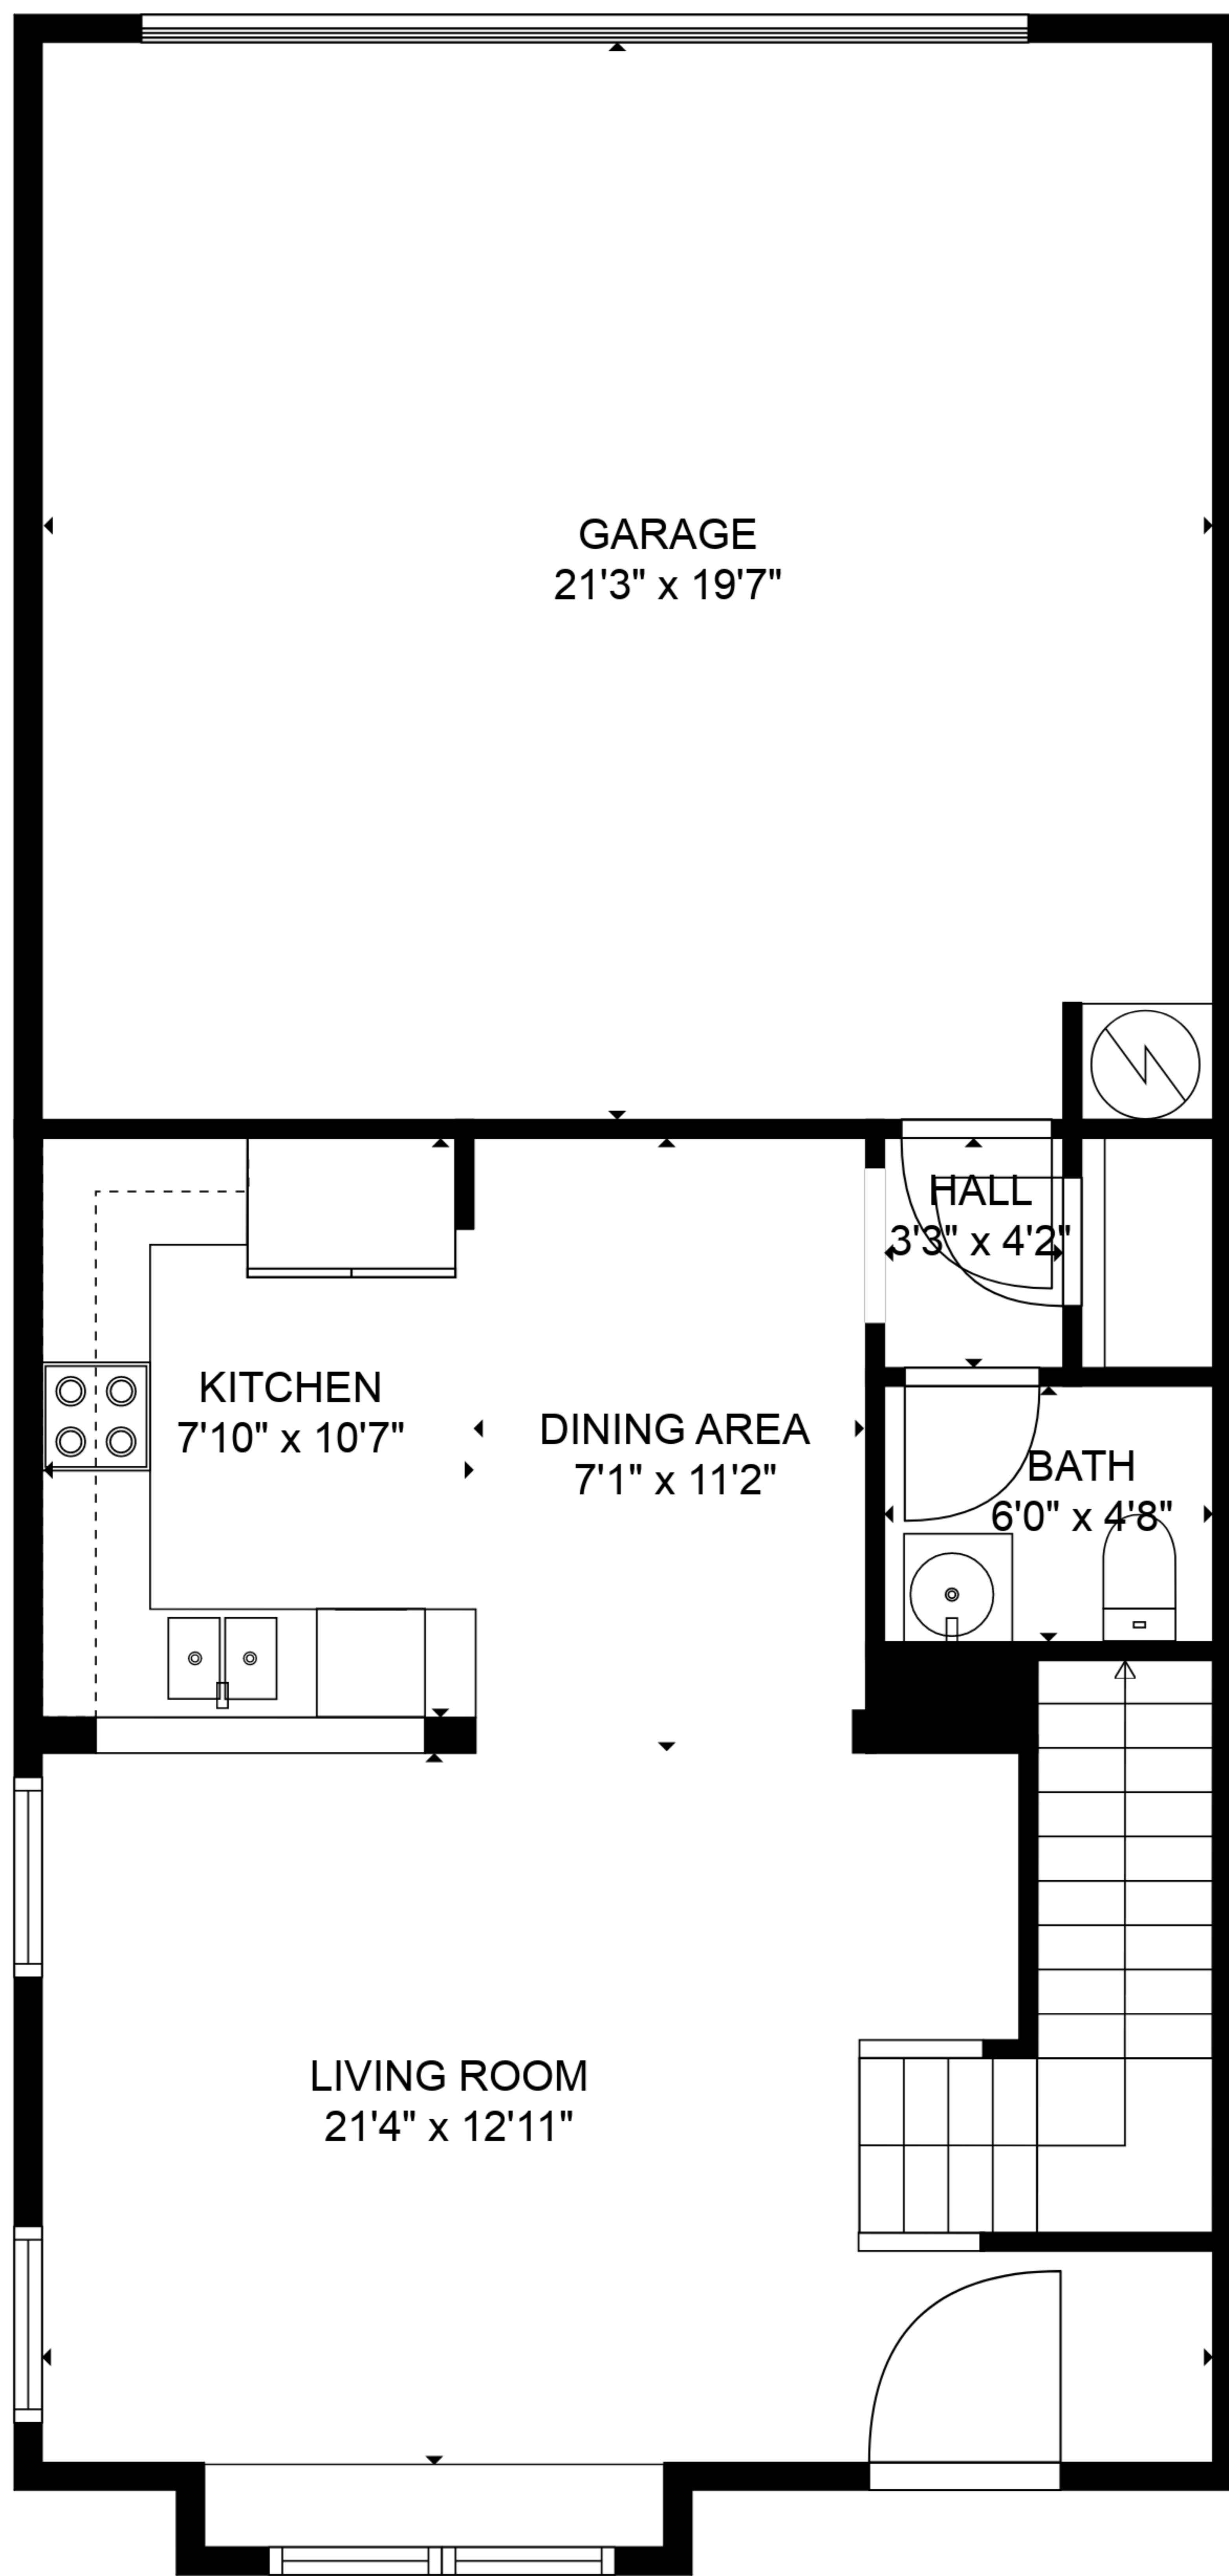 GARAGE
21'3" x 19'7"
HALL
3'3" x 4'2"
KITCHEN
7'10" x 10'7"
DINING AREA
7'1" x 11'2"
BATH
6'0" x 4'8"
LIVING ROOM
21'4" x 12'11"